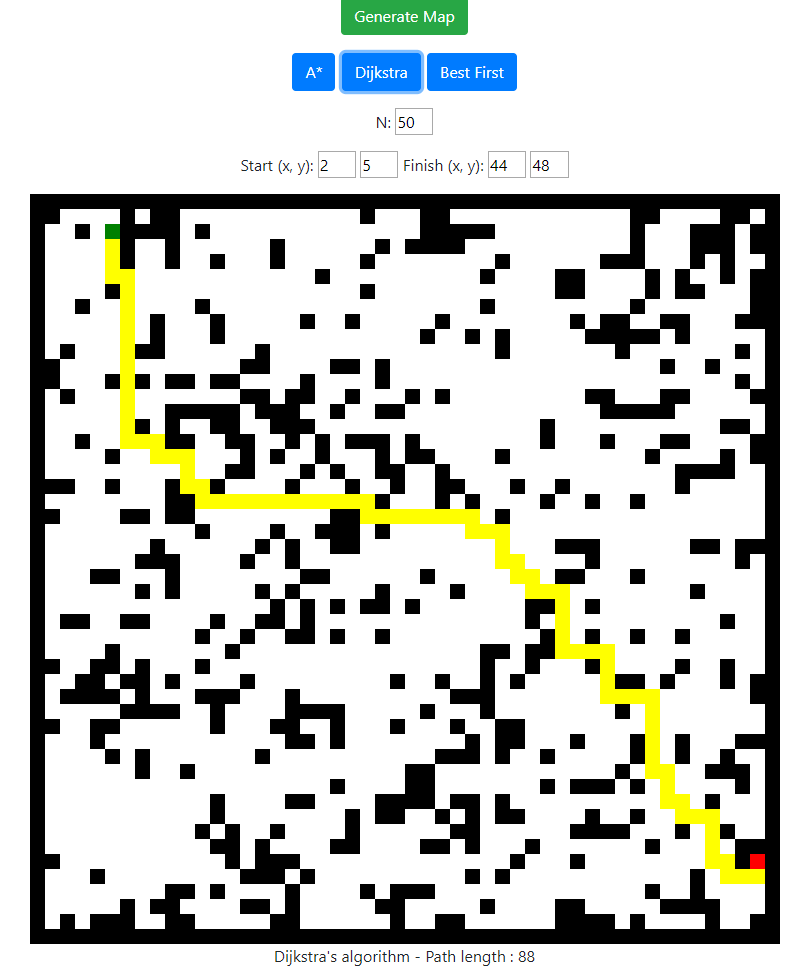 Generate Map
A* Dijkstra Best First
N: 50
Start (x, y): 2 5 Finish (x, y): 44 48
Dijkstra's algorithm - Path length : 88